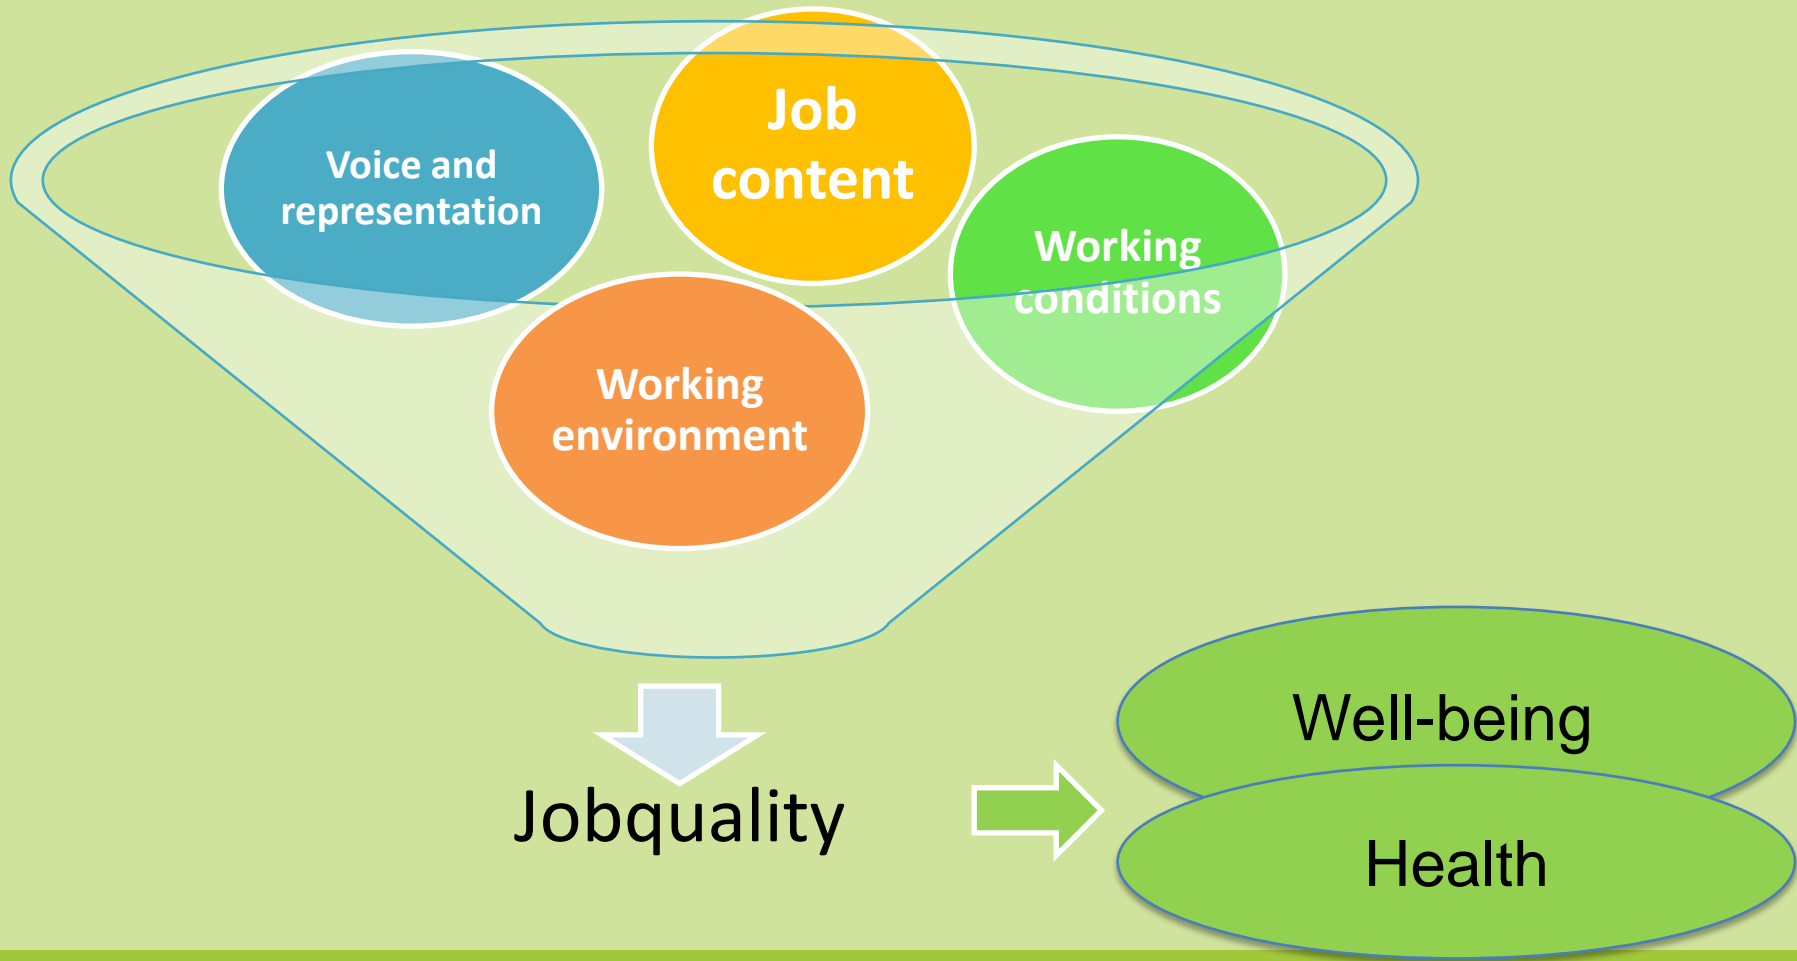 Job
content
Voice and
representation
Working
conditions
Working
environment
Jobquality
Well-being
Health